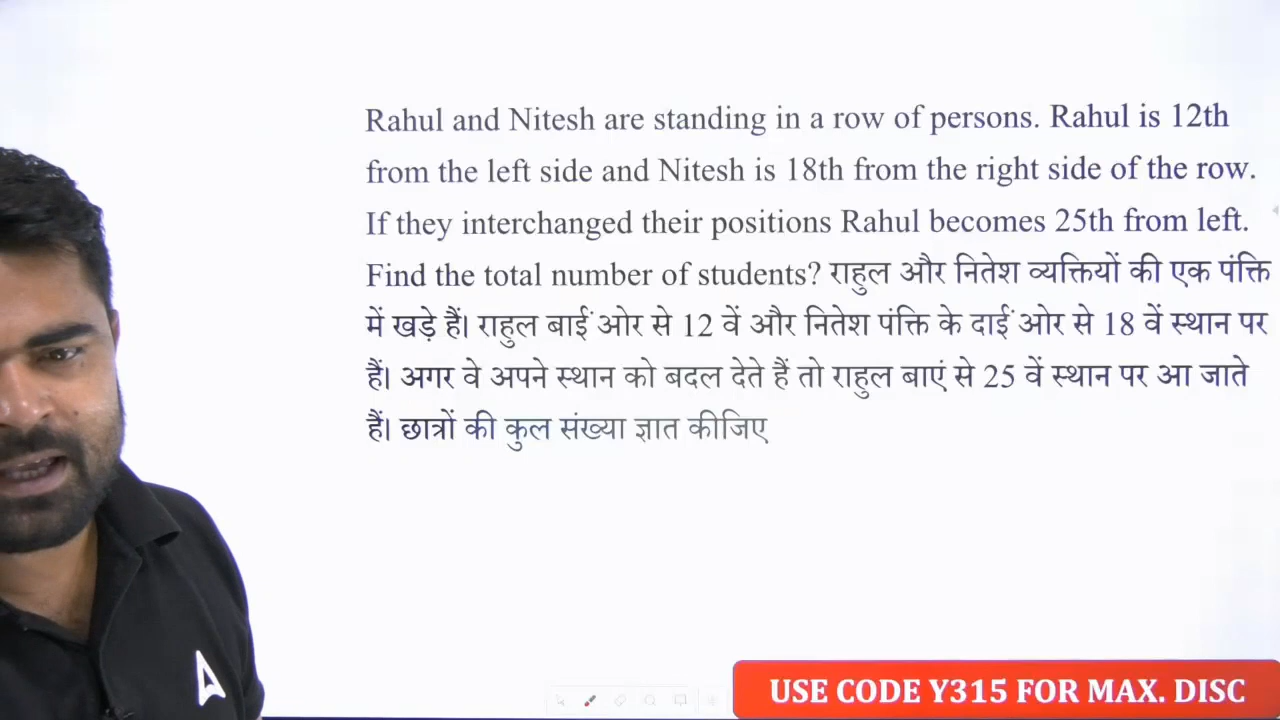 Rahul and Nitesh are standing in a row of persons. Rahul is 12th
from the left side and Nitesh is 18th from the right side of the row.
If they interchanged their positions Rahul becomes 25th from left.
Find the total number of students? राहुल और नितेश व्यक्तियों की एक पंक्ति
में खड़े हैं। राहुल बाईं ओर से 12 वें और नितेश पंक्ति के दाईं ओर से 18 वें स्थान पर
हैं। अगर वे अपने स्थान को बदल देते हैं तो राहुल बाएं से 25 वें स्थान पर आ जाते
हैं। छात्रों की कुल संख्या ज्ञात कीजिए
USE CODE Y315 FOR MAX. DISC